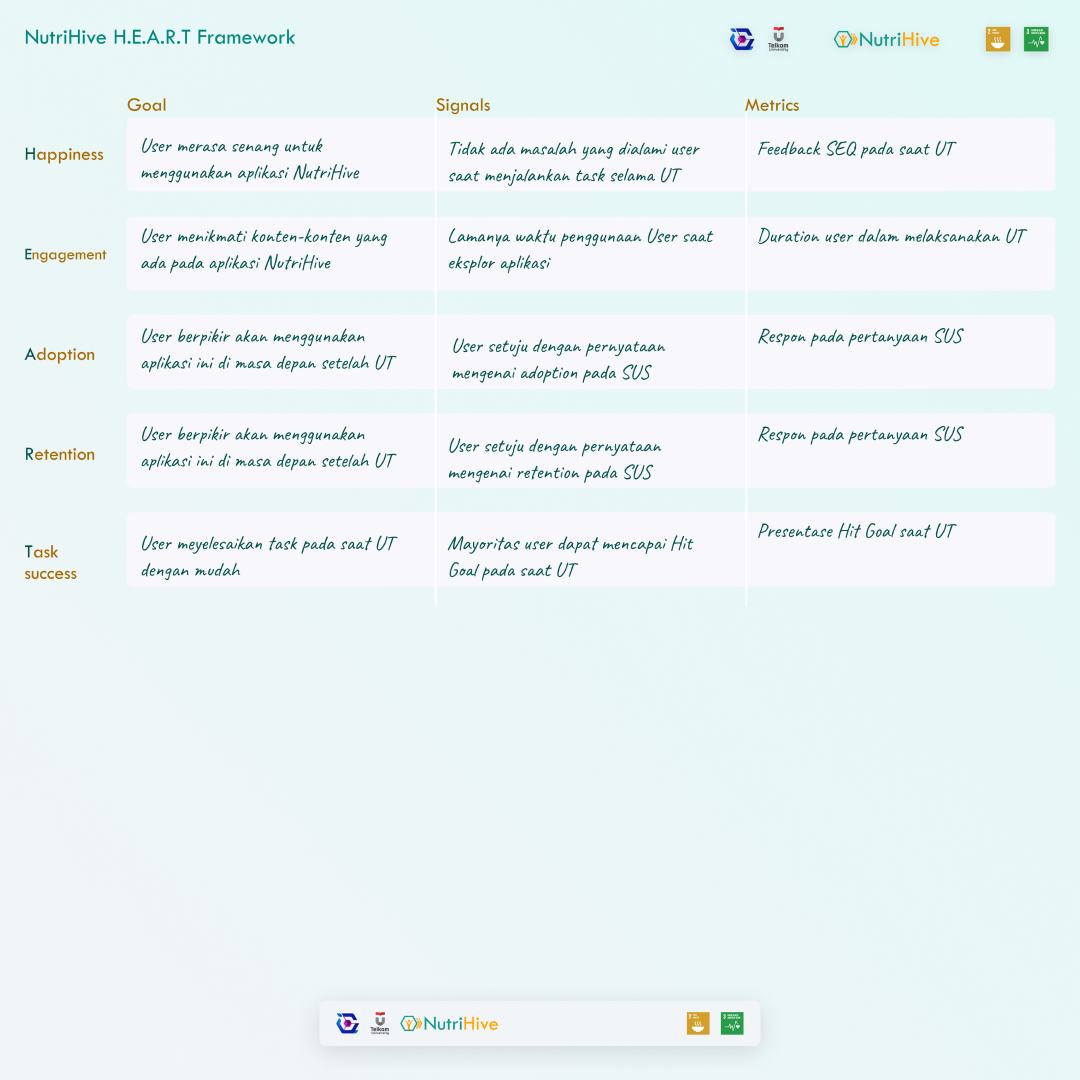 NutriHive H.E.A.R.T Framework
Telkom
University
NutriHive
Goal
Signals
Metrics
Happiness
User merasa senang untuk
menggunakan aplikasi NutriHive
Tidak ada masalah yang dialami user
saat menjalankan task selama UT
Feedback SEQ pada saat UT
Engagement
User menikmati konten-konten yang
ada pada aplikasi NutriHive
Lamanya waktu penggunaan User saat
eksplor aplikasi
Duration user dalam melaksanakan UT
Adoption
User berpikir akan menggunakan
aplikasi ini di masa depan setelah UT
User setuju dengan pernyataan
mengenai adoption pada SUS
Respon pada pertanyaan SUS
Retention
User berpikir akan menggunakan
aplikasi ini di masa depan setelah UT
User setuju dengan pernyataan
mengenai retention pada SUS
Respon pada pertanyaan SUS
Task
success
User meyelesaikan task pada saat UT
dengan mudah
Mayoritas user dapat mencapai Hit
Goal pada saat UT
Presentase Hit Goal saat UT
Telkom
University
NutriHive